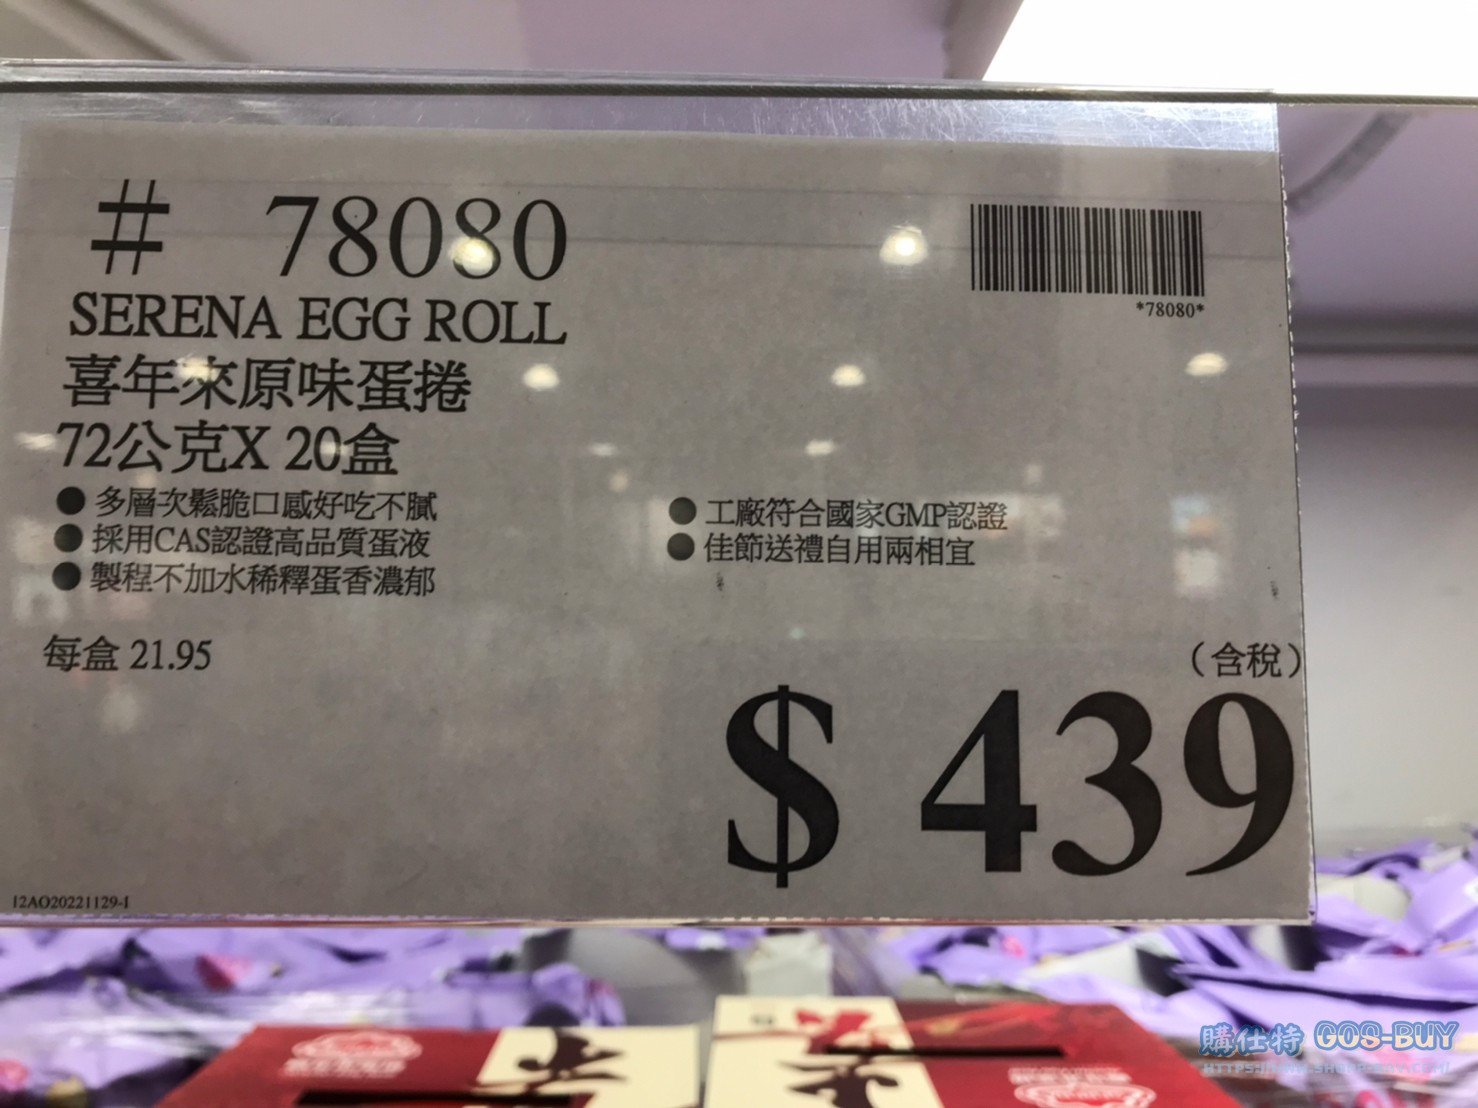 # 78080
*78080*
SERENA EGG ROLL
喜年來原味蛋捲
72公克X 20盒
● 多層次鬆脆口感好吃不膩
● 採用CAS認證高品質蛋液
● 製程不加水稀釋蛋香濃郁
● 工廠符合國家GMP認證
● 佳節送禮自用兩相宜
每盒 21.95
（含稅）
$ 439
12AO20221129-1
購仕特 GOS-BUY